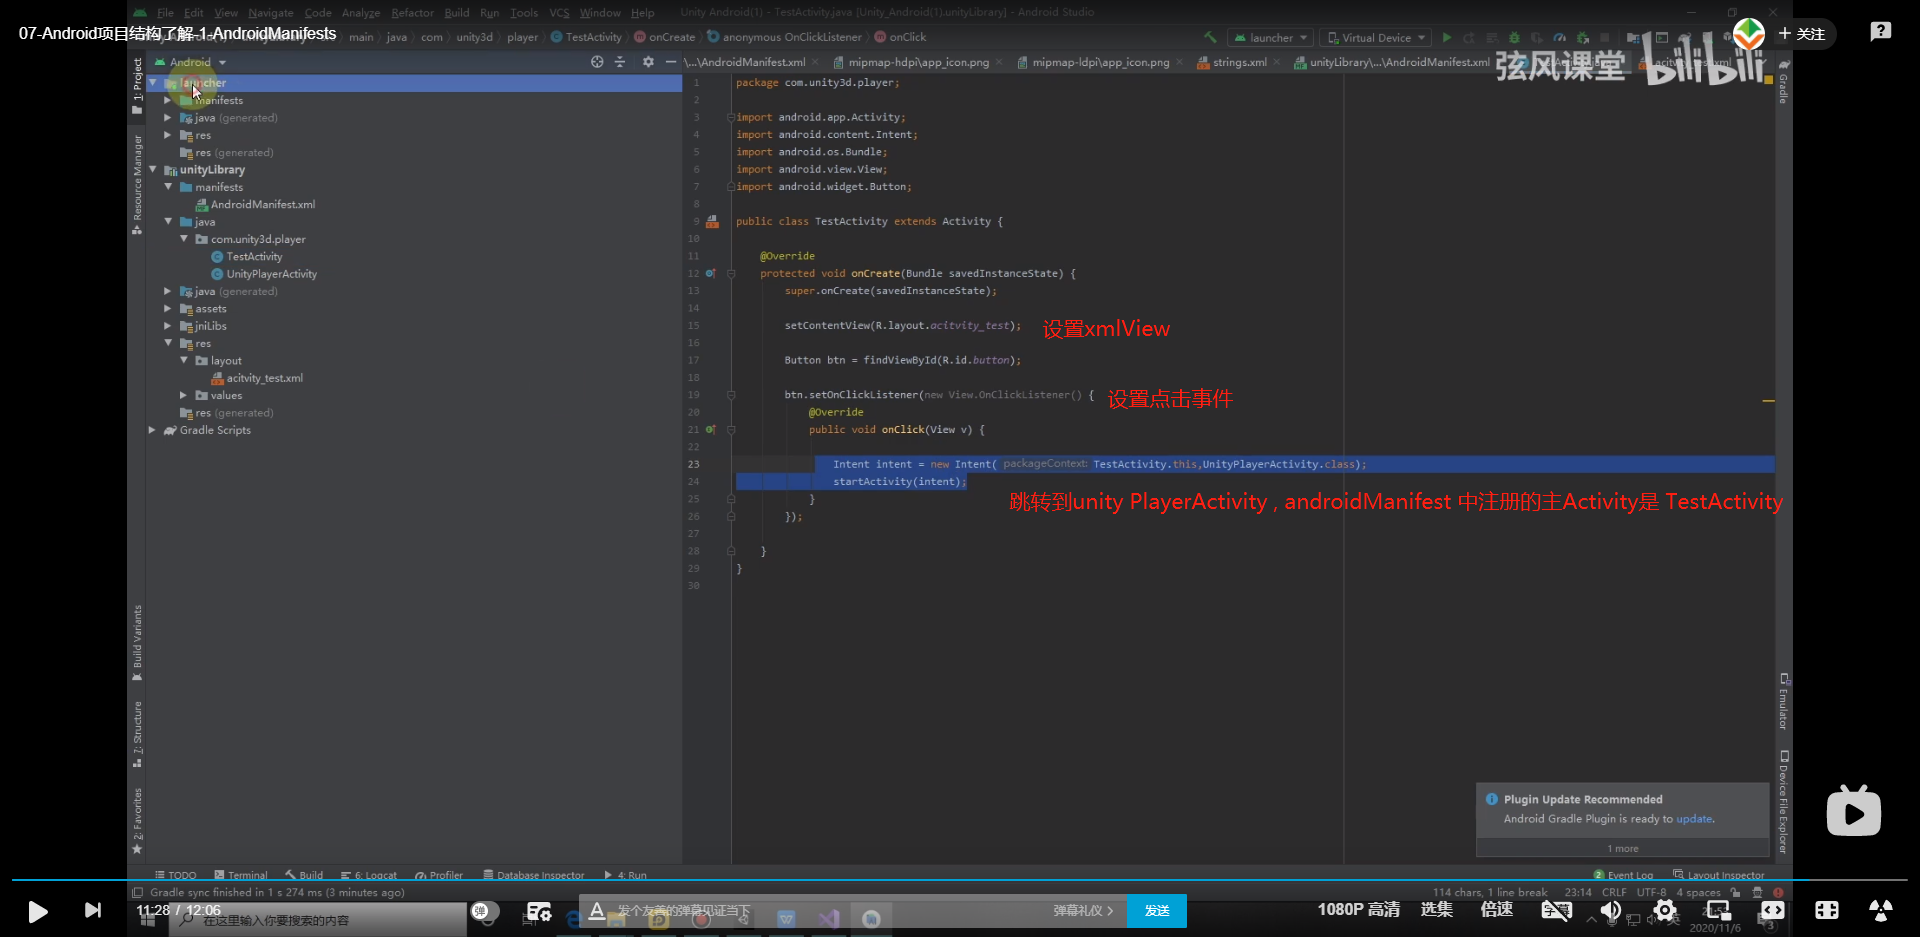 File Edit View Navigate Code Analyze Refactor Build Run Tools VCS Window Help Unity Android(1) - TestActivity.java [Unity_Android(1).unityLibrary] - Android Studio
07-Android项目结构了解-1-AndroidManifests
main java com unity3d player TestActivity onCreate anonymous OnClickListener onClick
launcher Virtual Device
+ 关注
弦风课堂 bilibili
Android
\...\AndroidManifest.xml mipmap-hdpi\app_icon.png mipmap-ldpi\app_icon.png strings.xml unityLibrary\...\AndroidManifest.xml
1: Project
Resource Manager
Build Variants
7: Structure
2: Favorites
launcher
manifests
java (generated)
res
res (generated)
unityLibrary
manifests
AndroidManifest.xml
java
com.unity3d.player
TestActivity
UnityPlayerActivity
java (generated)
assets
jniLibs
res
layout
acitvity_test.xml
values
res (generated)
Gradle Scripts
1 package com.unity3d.player;
2
3 import android.app.Activity;
4 import android.content.Intent;
5 import android.os.Bundle;
6 import android.view.View;
7 import android.widget.Button;
8
9 public class TestActivity extends Activity {
10
11 @Override
12 protected void onCreate(Bundle savedInstanceState) {
13 super.onCreate(savedInstanceState);
14
15 setContentView(R.layout.acitvity_test); 设置xmlView
16
17 Button btn = findViewById(R.id.button);
18
19 btn.setOnClickListener(new View.OnClickListener() { 设置点击事件
20 @Override
21 public void onClick(View v) {
22
23 Intent intent = new Intent( packageContext: TestActivity.this,UnityPlayerActivity.class);
24 startActivity(intent);
25 }
跳转到unity PlayerActivity , androidManifest 中注册的主Activity是 TestActivity
26 });
27
28 }
29 }
30
Gradle
Emulator
Device File Explorer
Plugin Update Recommended
Android Gradle Plugin is ready to update.
1 more
TODO Terminal Build 6: Logcat Profiler Database Inspector 4: Run 2 Event Log Layout Inspector
Gradle sync finished in 1 s 274 ms (3 minutes ago) 114 chars, 1 line break 23:14 CRLF UTF-8 4 spaces
11:28 / 12:06 弹 发个友善的弹幕见证当下 弹幕礼仪 > 发送 1080P 高清 选集 倍速 字幕
在这里输入你要搜索的内容
2020/11/6
3